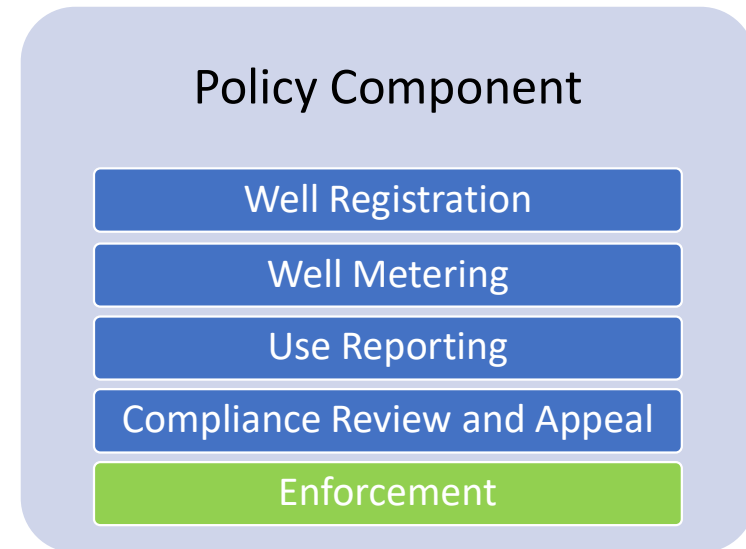 Policy Component
Well Registration
Well Metering
Use Reporting
Compliance Review and Appeal
Enforcement